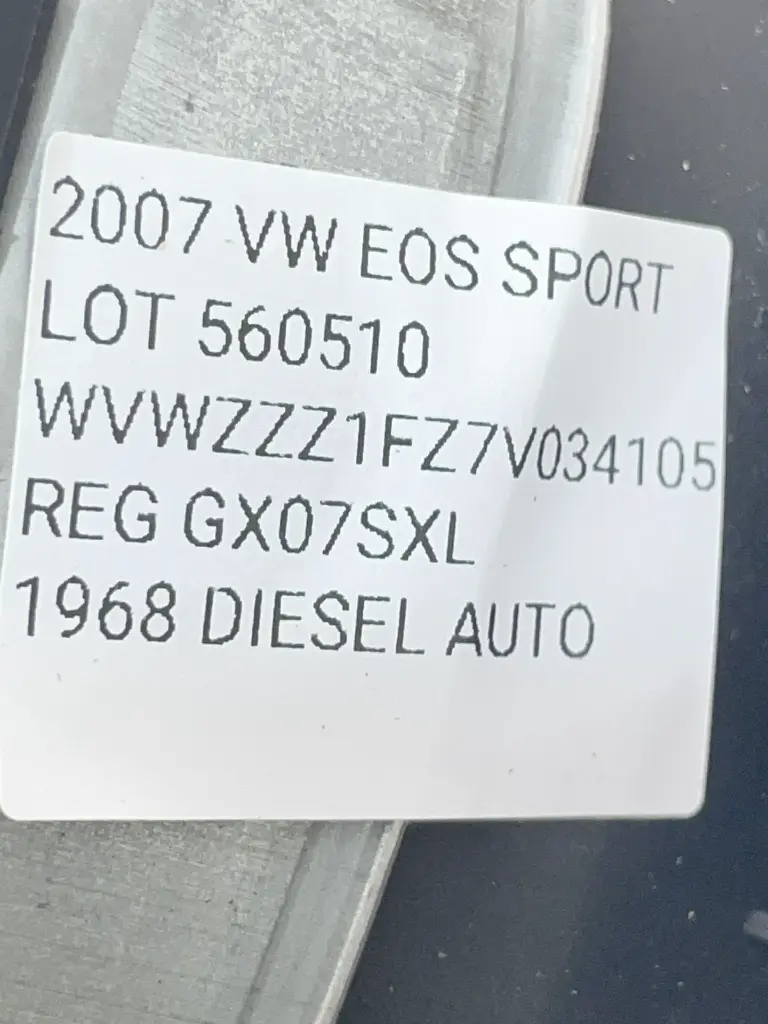 2007 VW EOS SPORT
LOT 560510
WVWZZZ1FZ7V034105
REG GX07SXL
1968 DIESEL AUTO